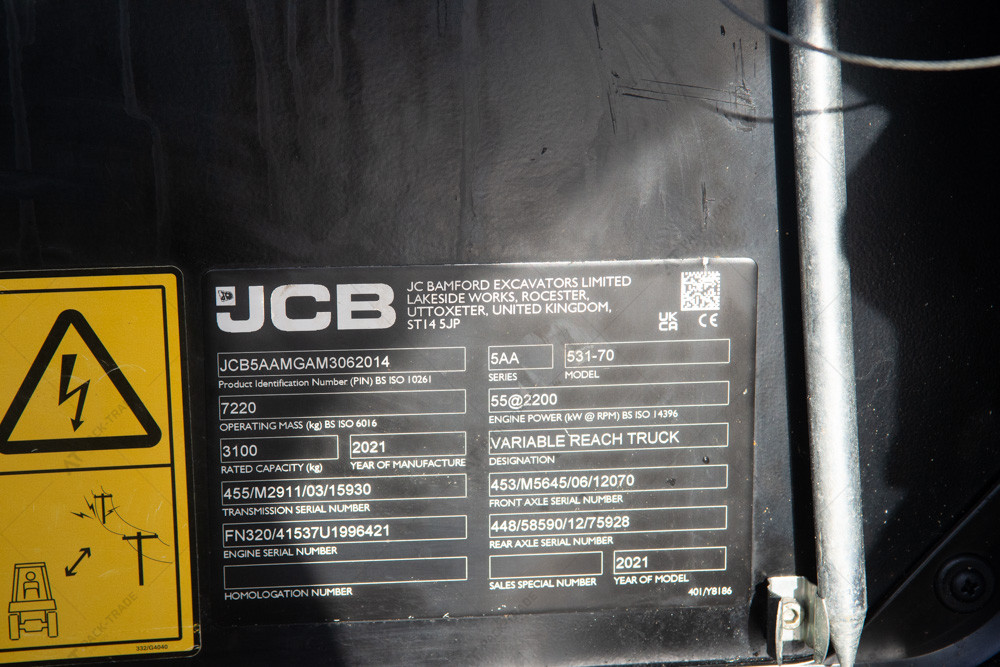 JCB
JC BAMFORD EXCAVATORS LIMITED
LAKESIDE WORKS, ROCESTER,
UTTOXETER, UNITED KINGDOM,
ST14 5JP
UK
CA
CE
JCB5AAMGAM3062014
Product Identification Number (PIN) BS ISO 10261
5AA
SERIES
531-70
MODEL
7220
OPERATING MASS (kg) BS ISO 6016
55@2200
ENGINE POWER (kW @ RPM) BS ISO 14396
3100
RATED CAPACITY (kg)
2021
YEAR OF MANUFACTURE
VARIABLE REACH TRUCK
DESIGNATION
455/M2911/03/15930
TRANSMISSION SERIAL NUMBER
453/M5645/06/12070
FRONT AXLE SERIAL NUMBER
FN320/41537U1996421
ENGINE SERIAL NUMBER
448/58590/12/75928
REAR AXLE SERIAL NUMBER
HOMOLOGATION NUMBER
SALES SPECIAL NUMBER
2021
YEAR OF MODEL
401/Y8186
332/G4040